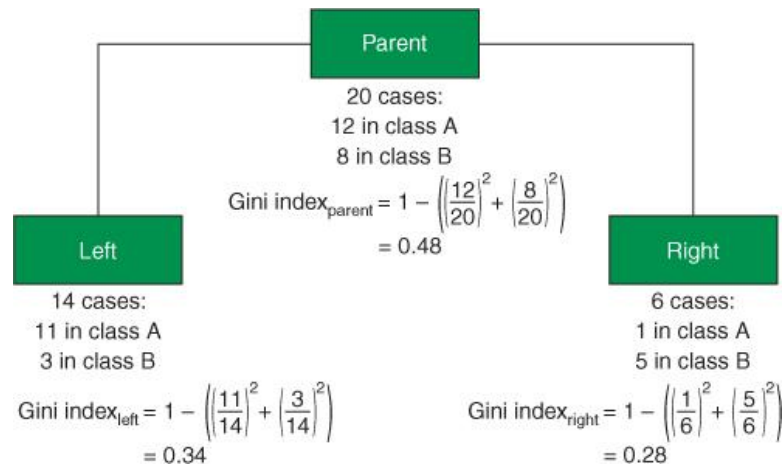 Parent
20 cases:
12 in class A
8 in class B
Gini index_parent = 1 − ((12/20)² + (8/20)²)
= 0.48
Left
14 cases:
11 in class A
3 in class B
Gini index_left = 1 − ((11/14)² + (3/14)²)
= 0.34
Right
6 cases:
1 in class A
5 in class B
Gini index_right = 1 − ((1/6)² + (5/6)²)
= 0.28